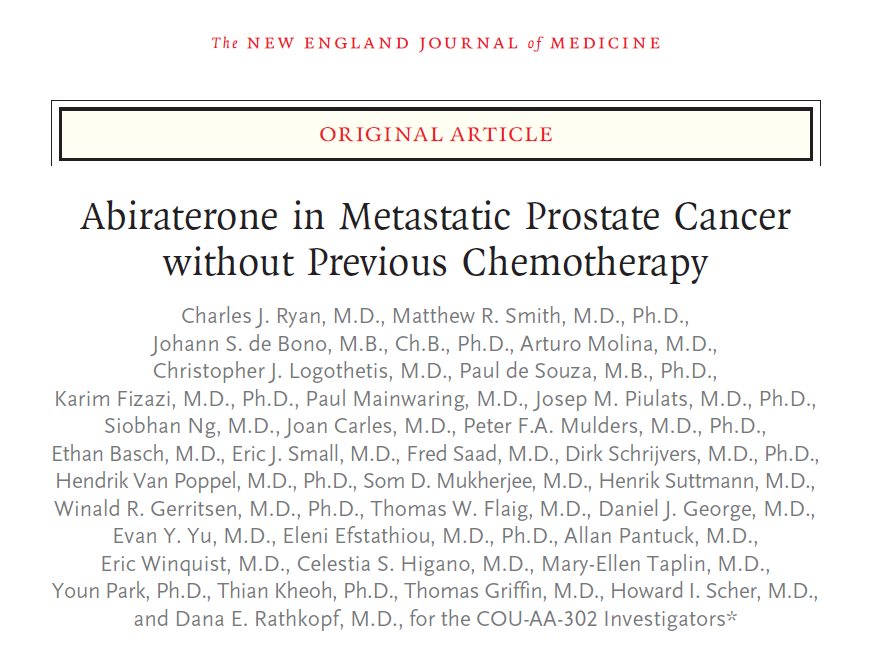 The NEW ENGLAND JOURNAL of MEDICINE
ORIGINAL ARTICLE
Abiraterone in Metastatic Prostate Cancer
without Previous Chemotherapy
Charles J. Ryan, M.D., Matthew R. Smith, M.D., Ph.D.,
Johann S. de Bono, M.B., Ch.B., Ph.D., Arturo Molina, M.D.,
Christopher J. Logothetis, M.D., Paul de Souza, M.B., Ph.D.,
Karim Fizazi, M.D., Ph.D., Paul Mainwaring, M.D., Josep M. Piulats, M.D., Ph.D.,
Siobhan Ng, M.D., Joan Carles, M.D., Peter F.A. Mulders, M.D., Ph.D.,
Ethan Basch, M.D., Eric J. Small, M.D., Fred Saad, M.D., Dirk Schrijvers, M.D., Ph.D.,
Hendrik Van Poppel, M.D., Ph.D., Som D. Mukherjee, M.D., Henrik Suttmann, M.D.,
Winald R. Gerritsen, M.D., Ph.D., Thomas W. Flaig, M.D., Daniel J. George, M.D.,
Evan Y. Yu, M.D., Eleni Efstathiou, M.D., Ph.D., Allan Pantuck, M.D.,
Eric Winquist, M.D., Celestia S. Higano, M.D., Mary-Ellen Taplin, M.D.,
Youn Park, Ph.D., Thian Kheoh, Ph.D., Thomas Griffin, M.D., Howard I. Scher, M.D.,
and Dana E. Rathkopf, M.D., for the COU-AA-302 Investigators*